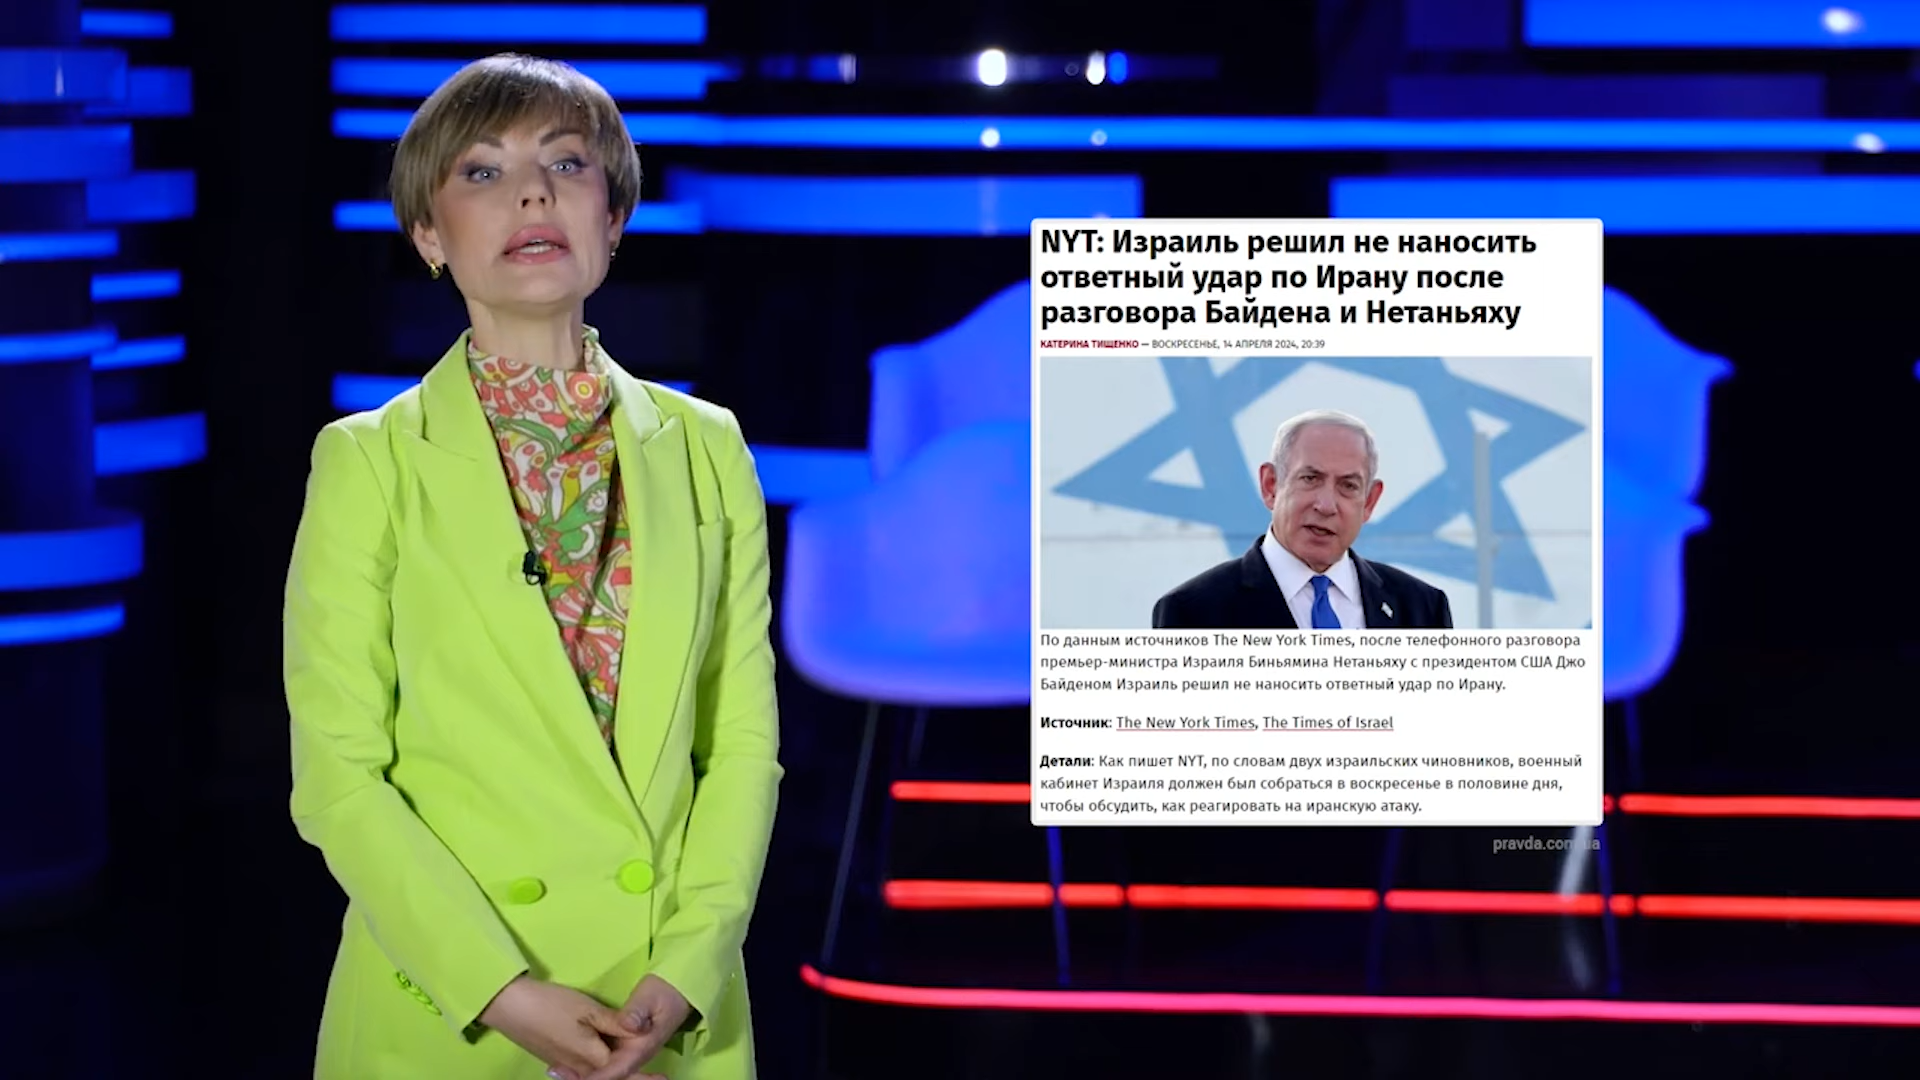 NYT: Израиль решил не наносить
ответный удар по Ирану после
разговора Байдена и Нетаньяху
КАТЕРИНА ТИЩЕНКО — ВОСКРЕСЕНЬЕ, 14 АПРЕЛЯ 2024, 20:39
По данным источников The New York Times, после телефонного разговора
премьер-министра Израиля Биньямина Нетаньяху с президентом США Джо
Байденом Израиль решил не наносить ответный удар по Ирану.
Источник: The New York Times, The Times of Israel
Детали: Как пишет NYT, по словам двух израильских чиновников, военный
кабинет Израиля должен был собраться в воскресенье в половине дня,
чтобы обсудить, как реагировать на иранскую атаку.
pravda.com.ua